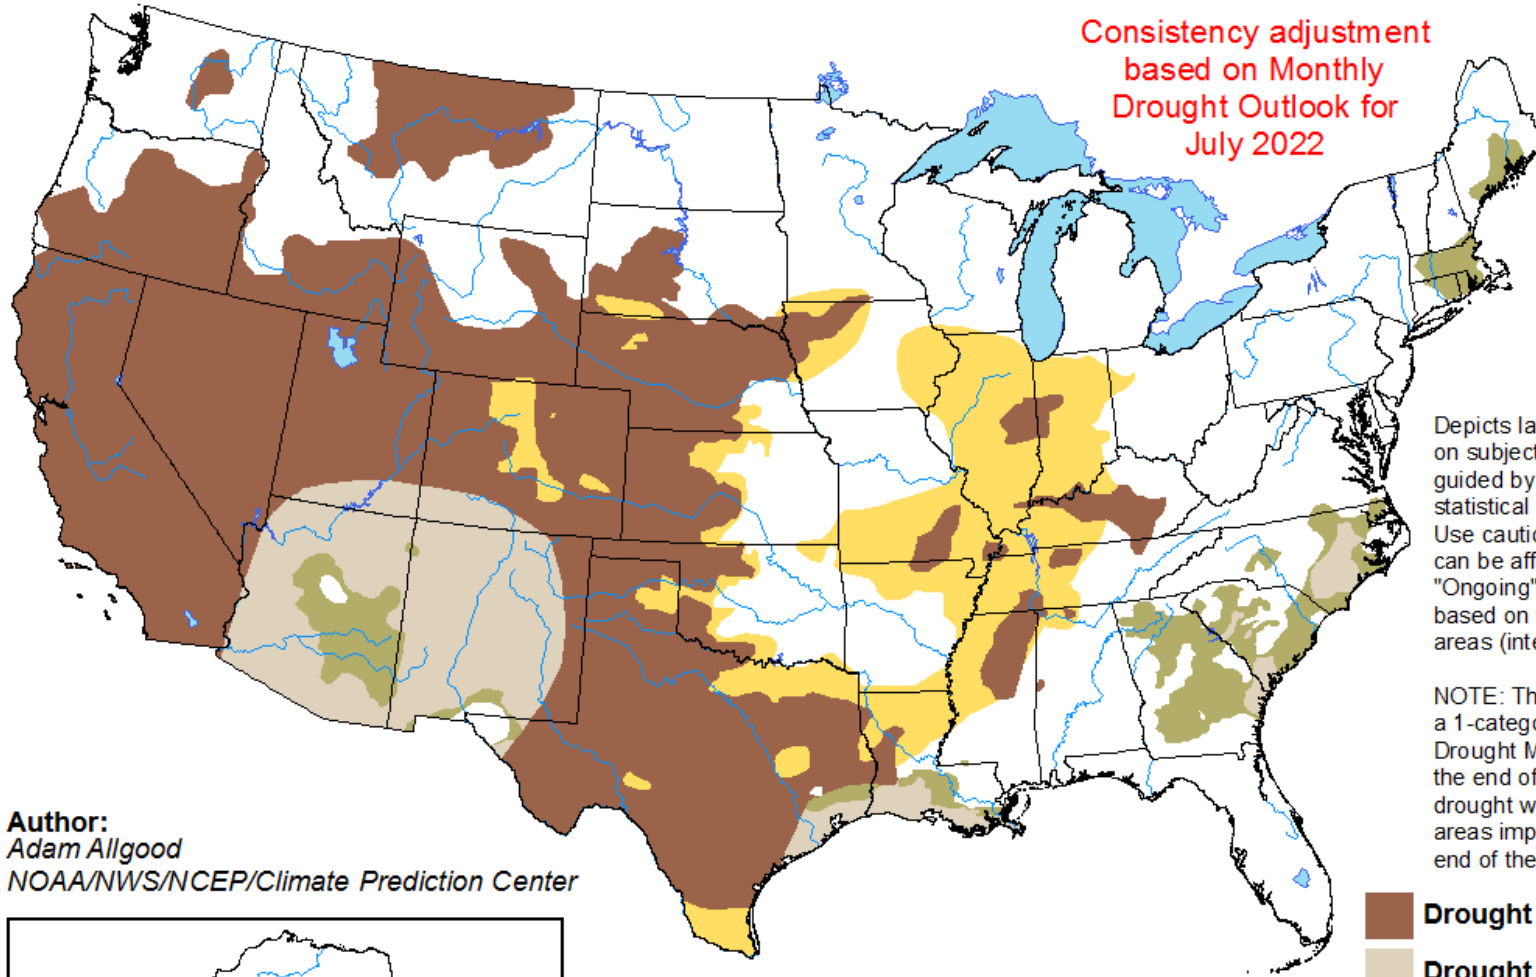 Consistency adjustment
based on Monthly
Drought Outlook for
July 2022
Depicts la
on subject
guided by
statistical
Use cautio
can be affe
"Ongoing"
based on
areas (inte
NOTE: Th
a 1-catego
Drought M
the end of
drought w
areas imp
end of the
Author:
Adam Allgood
NOAA/NWS/NCEP/Climate Prediction Center
Drought
Drought